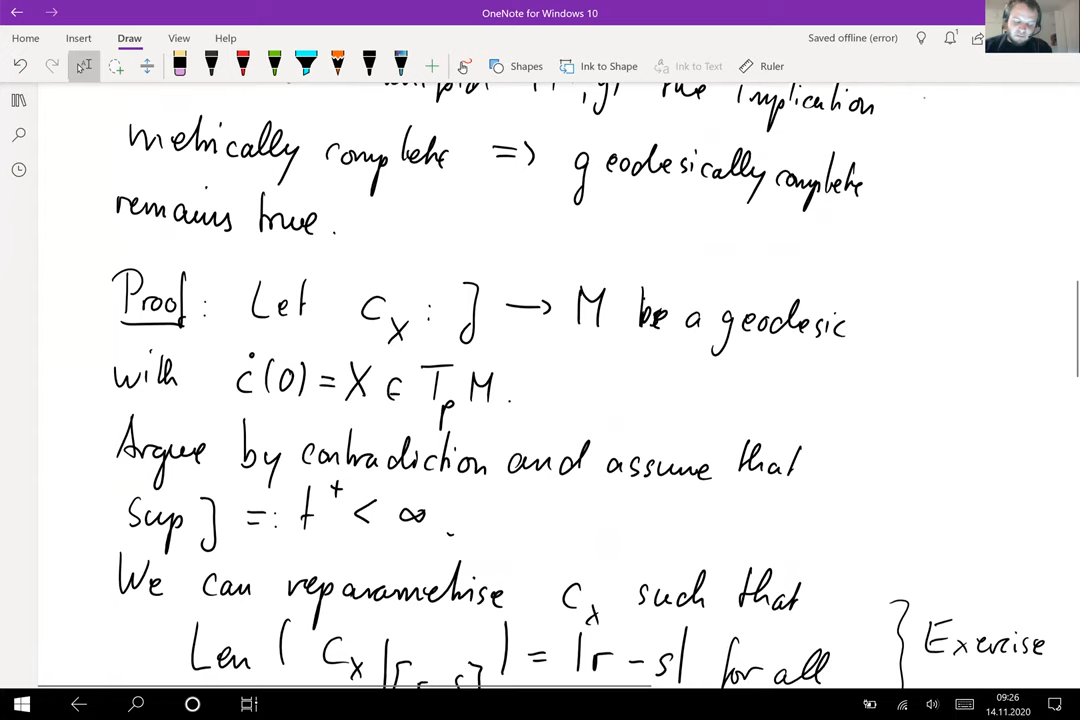 OneNote for Windows 10
Home Insert Draw View Help
Saved offline (error)
Shapes Ink to Shape Ink to Text Ruler
the implication
metrically complete => geodesically complete
remains true.
Proof: Let c_X : J → M be a geodesic
with ċ(0) = X ∈ T_p M.
Argue by contradiction and assume that
sup J =: t^+ < ∞.
We can reparametrise c_X such that
Len ( c_X|[r, s] ) = |r - s| for all
} Exercise
09:26
14.11.2020